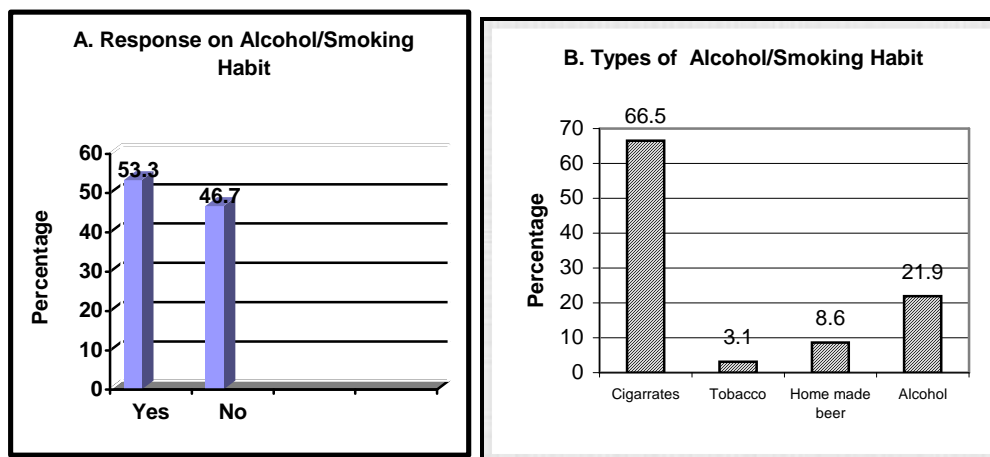 A. Response on Alcohol/Smoking
Habit
Percentage
60
50
40
30
20
10
0
53.3
46.7
Yes No
B. Types of Alcohol/Smoking Habit
Percentage
70
60
50
40
30
20
10
0
66.5
3.1
8.6
21.9
Cigarrates Tobacco Home made Alcohol
beer